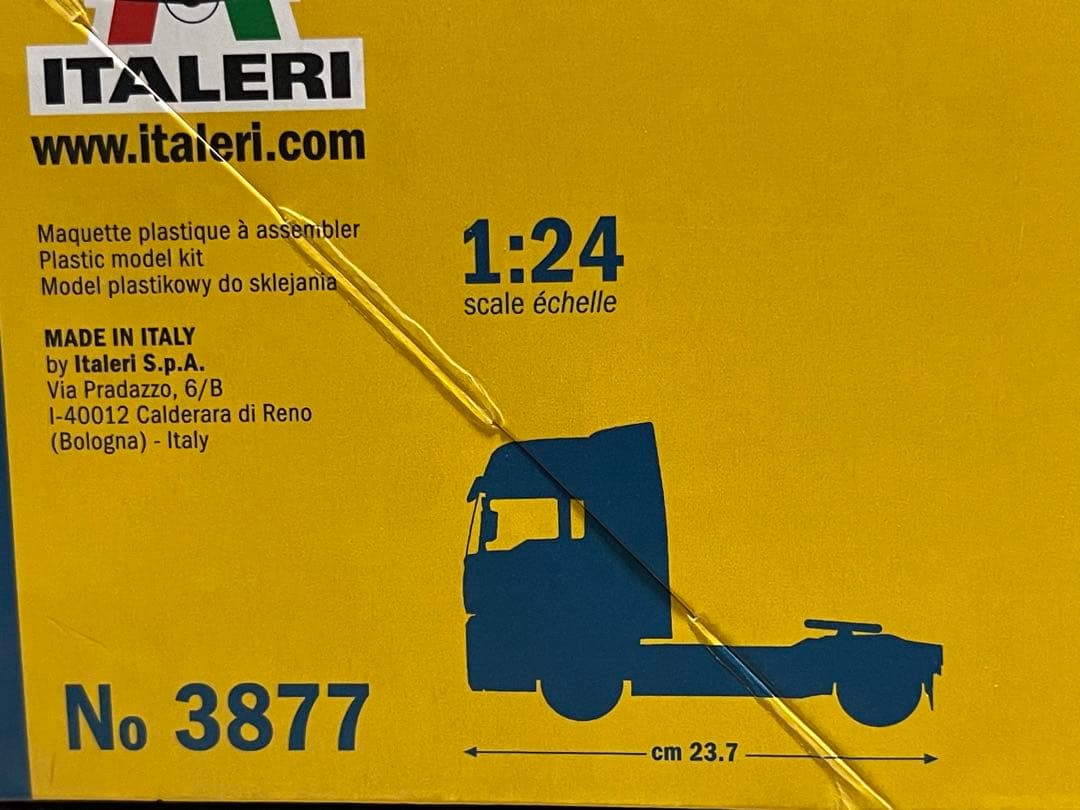 ITALERI
www.italeri.com
Maquette plastique à assembler
Plastic model kit
Model plastikowy do sklejania
MADE IN ITALY
by Italeri S.p.A.
Via Pradazzo, 6/B
I-40012 Calderara di Reno
(Bologna) - Italy
1:24
scale échelle
No 3877
cm 23.7